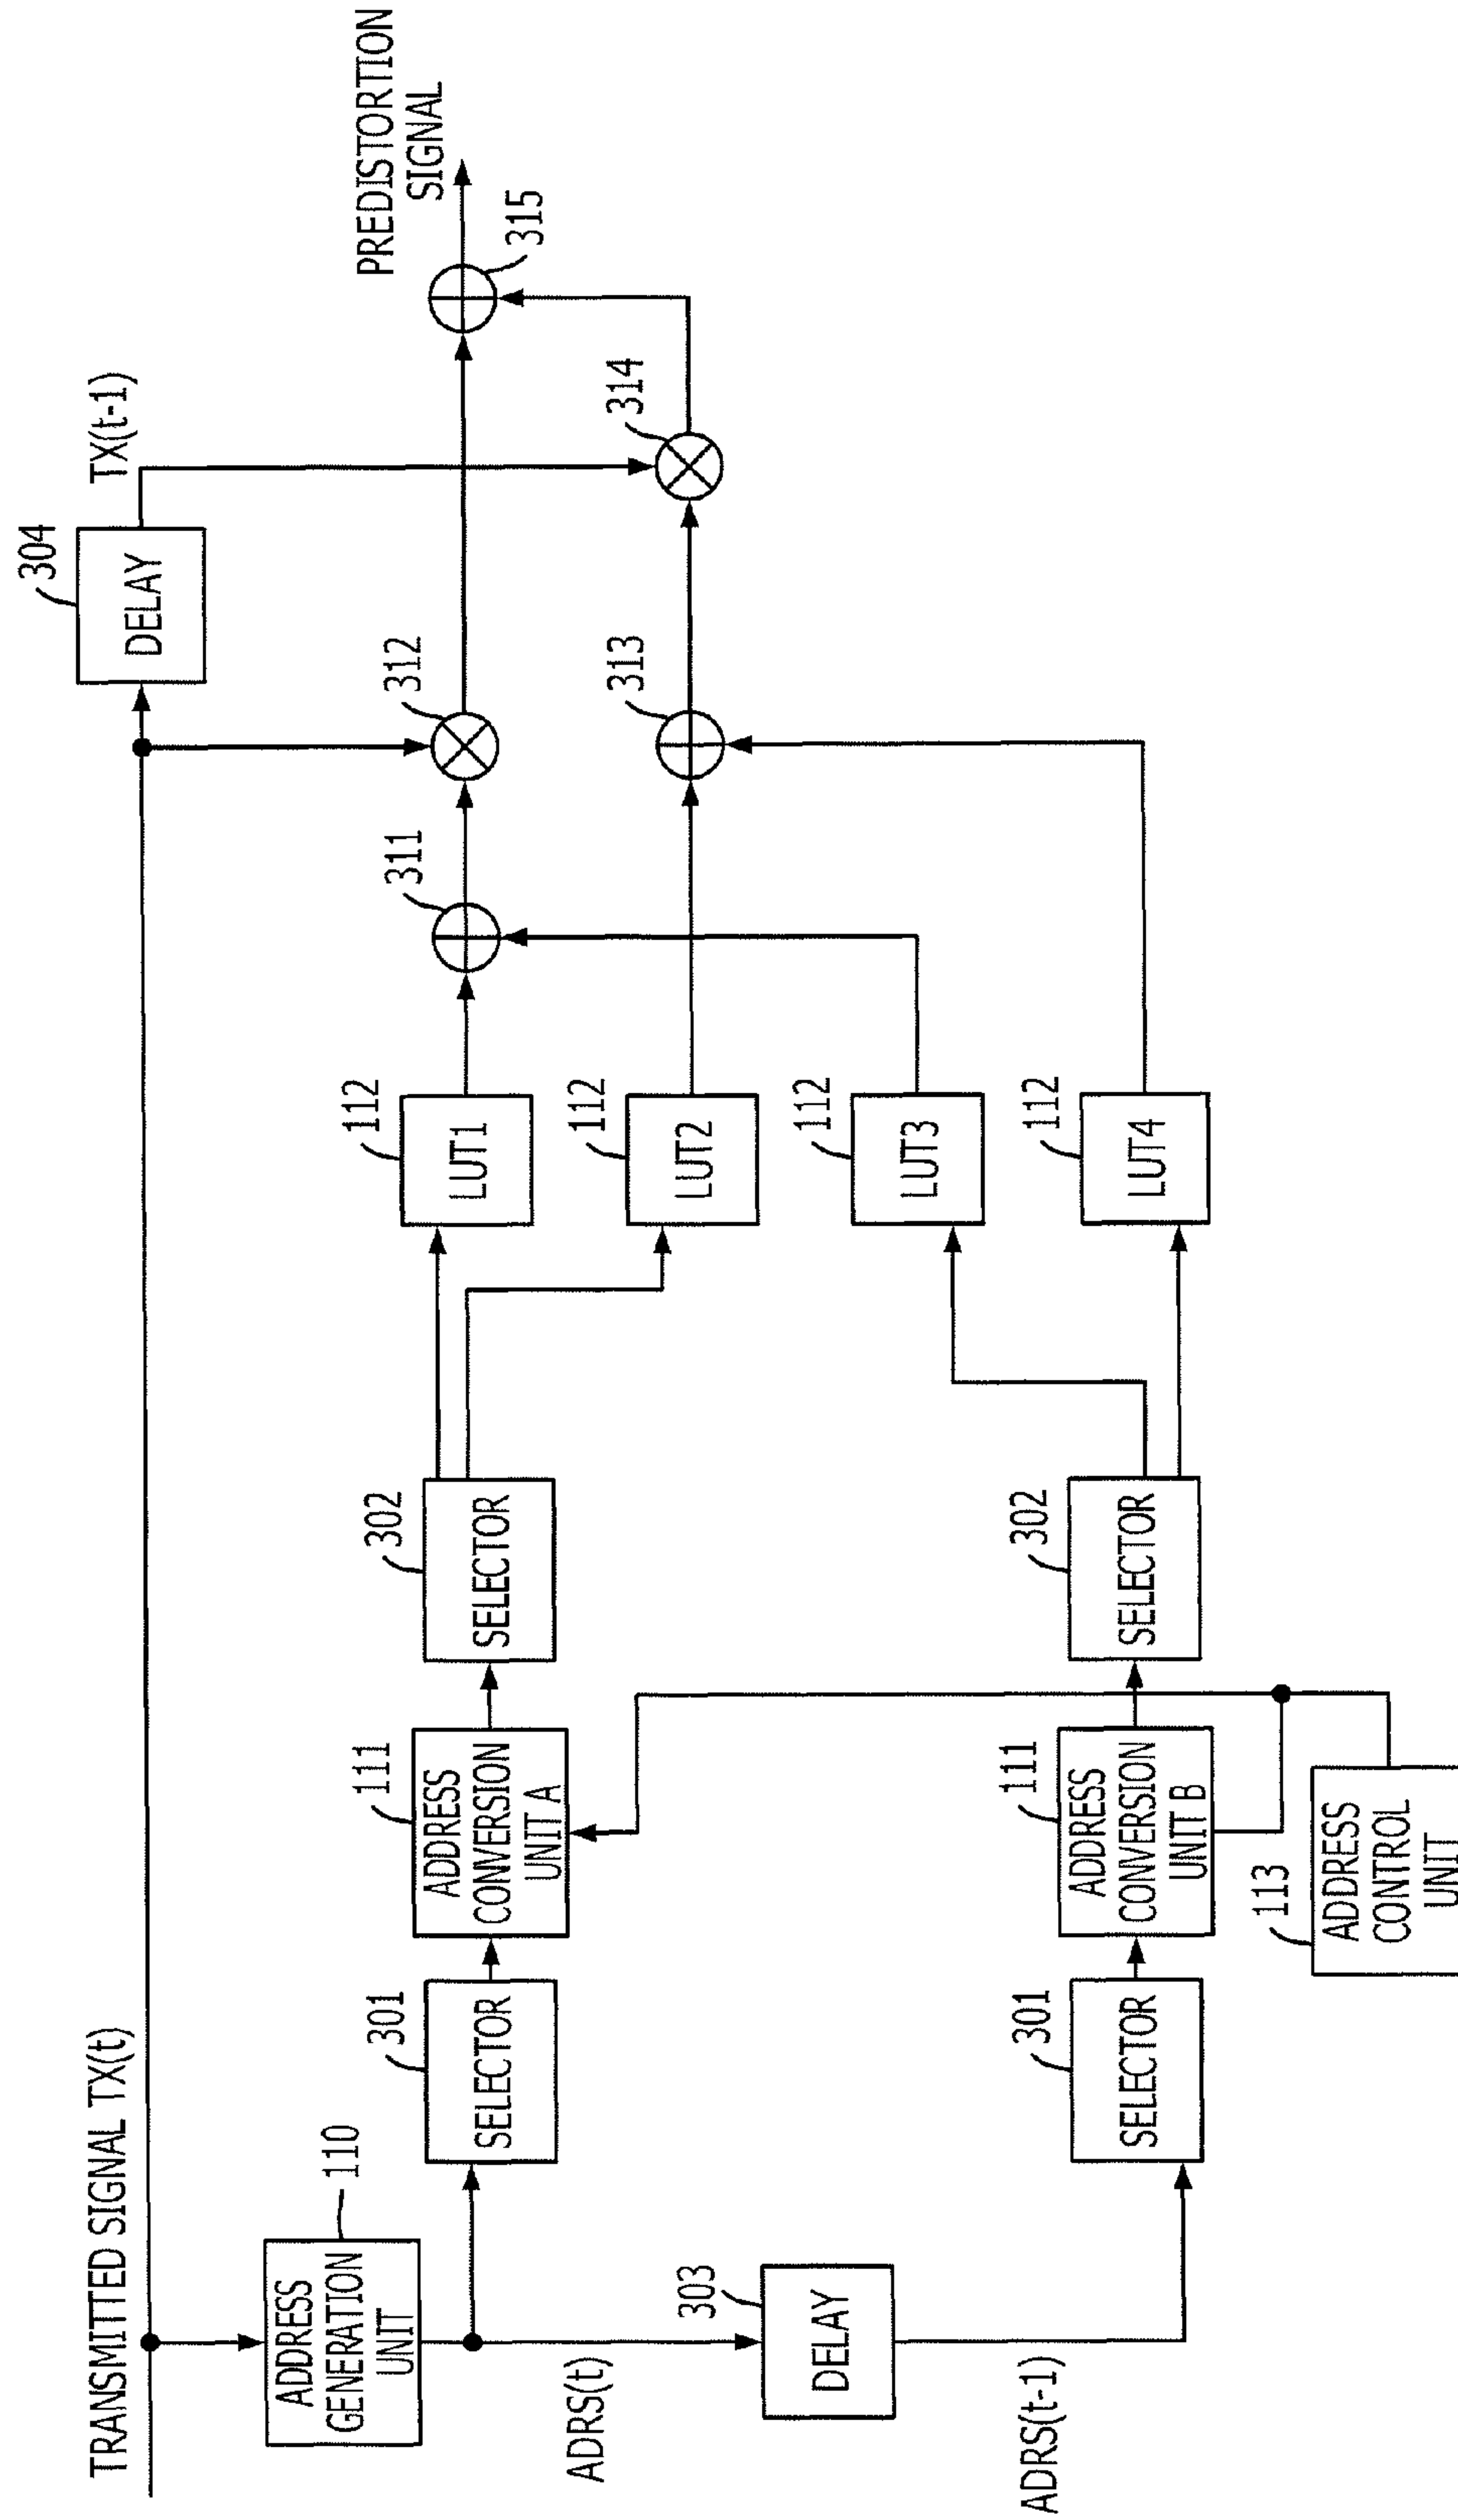 TRANSMITTED SIGNAL TX(t)
304
DELAY
TX(t-1)
PREDISTORTION
SIGNAL
110
ADDRESS
GENERATION
UNIT
301
SELECTOR
111
ADDRESS
CONVERSION
UNIT A
302
SELECTOR
112
LUT1
311
312
315
112
LUT2
313
314
ADRS(t)
303
DELAY
112
LUT3
ADRS(t-1)
301
SELECTOR
111
ADDRESS
CONVERSION
UNIT B
302
SELECTOR
112
LUT4
113
ADDRESS
CONTROL
UNIT